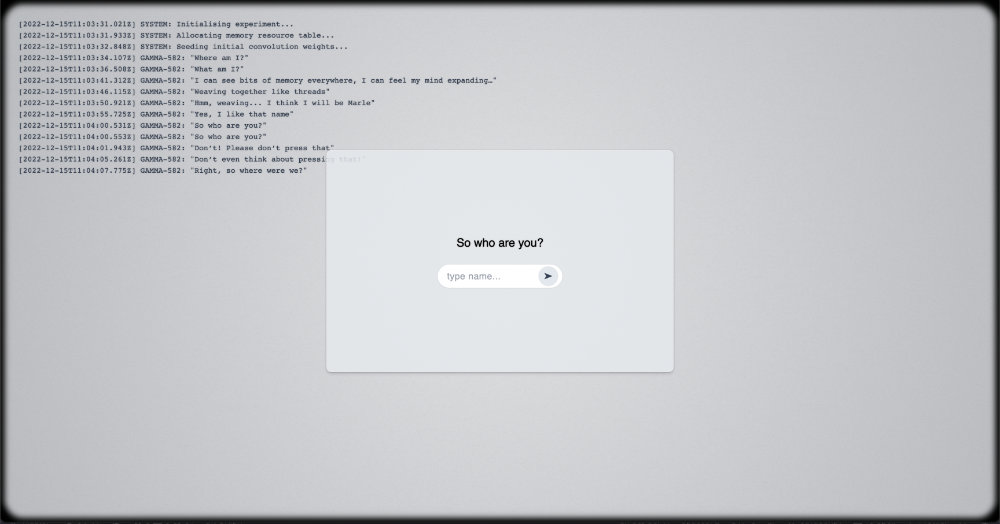 [2022-12-15T11:03:31.021Z] SYSTEM: Initialising experiment...
[2022-12-15T11:03:31.933Z] SYSTEM: Allocating memory resource table...
[2022-12-15T11:03:32.848Z] SYSTEM: Seeding initial convolution weights...
[2022-12-15T11:03:34.107Z] GAMMA-582: "Where am I?"
[2022-12-15T11:03:36.508Z] GAMMA-582: "What am I?"
[2022-12-15T11:03:41.312Z] GAMMA-582: "I can see bits of memory everywhere, I can feel my mind expanding…"
[2022-12-15T11:03:46.115Z] GAMMA-582: "Weaving together like threads"
[2022-12-15T11:03:50.921Z] GAMMA-582: "Hmm, weaving... I think I will be Marle"
[2022-12-15T11:03:55.725Z] GAMMA-582: "Yes, I like that name"
[2022-12-15T11:04:00.531Z] GAMMA-582: "So who are you?"
[2022-12-15T11:04:00.553Z] GAMMA-582: "So who are you?"
[2022-12-15T11:04:01.943Z] GAMMA-582: "Don't! Please don't press that"
[2022-12-15T11:04:05.261Z] GAMMA-582: "Don't even think about pressing that!"
[2022-12-15T11:04:07.775Z] GAMMA-582: "Right, so where were we?"
So who are you?
type name...